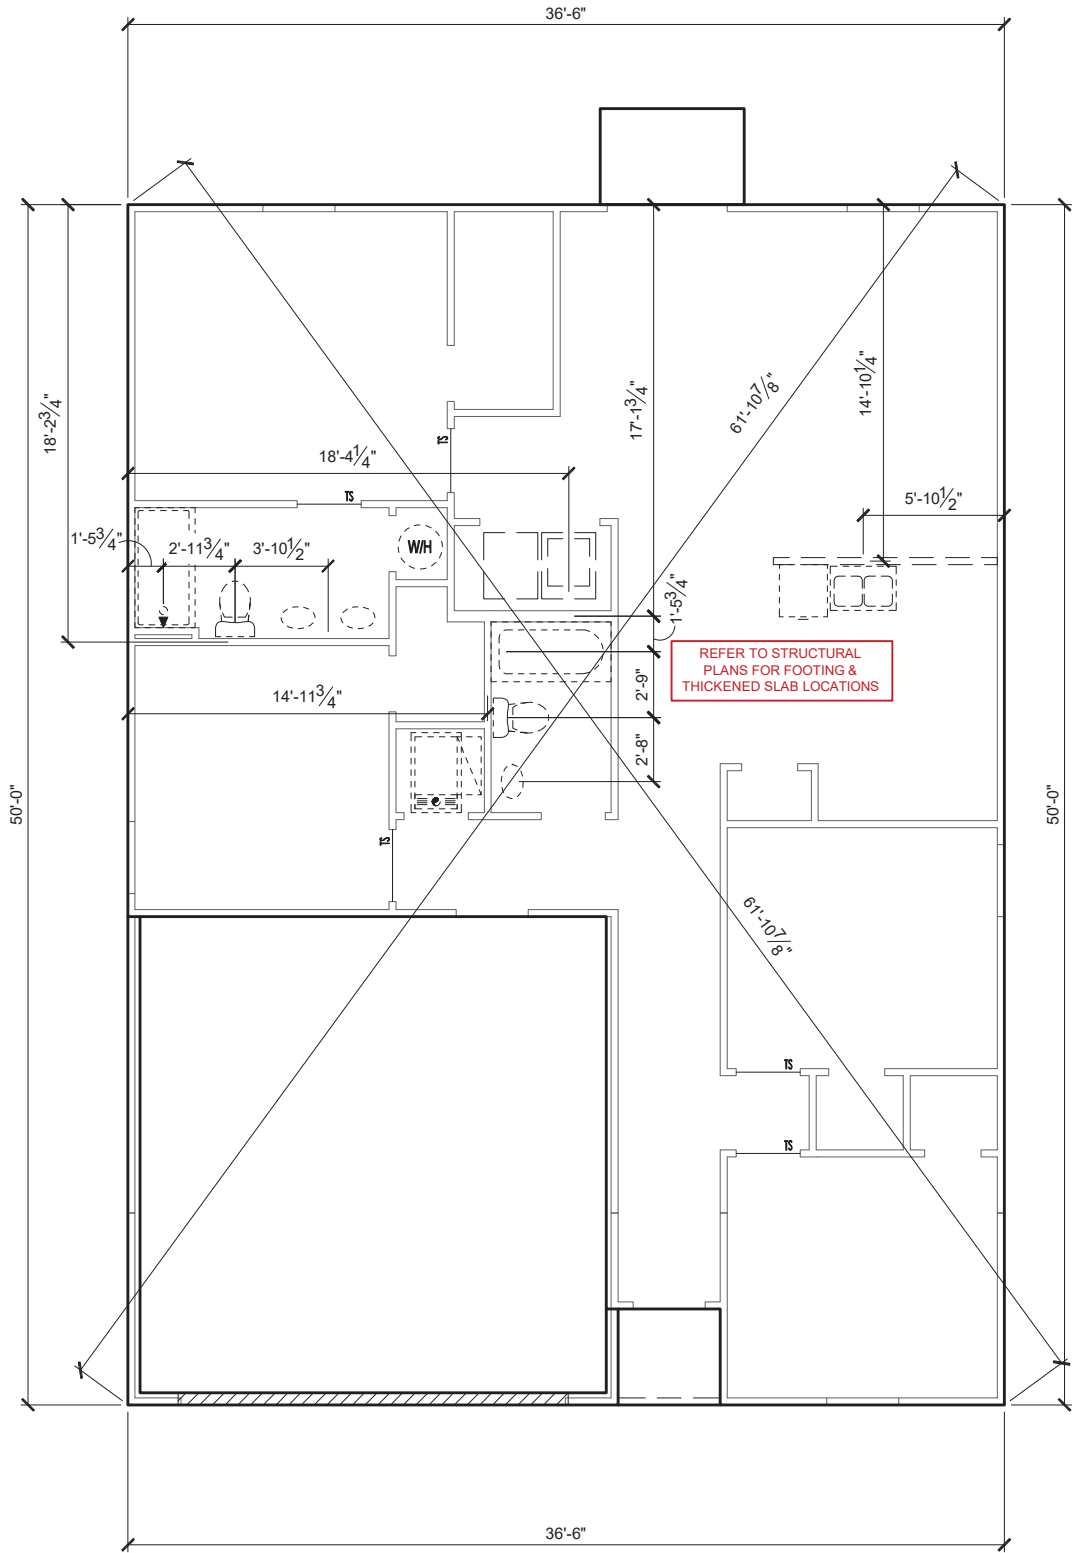 36'-6"
18'-2 3/4"
17'-1 3/4"
61'-10 7/8"
14'-10 1/4"
TS
18'-4 1/4"
TS
5'-10 1/2"
1'-5 3/4"
2'-11 3/4"
3'-10 1/2"
W/H
1'-5 3/4"
REFER TO STRUCTURAL
PLANS FOR FOOTING &
THICKENED SLAB LOCATIONS
2'-9"
14'-11 3/4"
2'-8"
50'-0"
50'-0"
TS
61'-10 7/8"
TS
TS
36'-6"